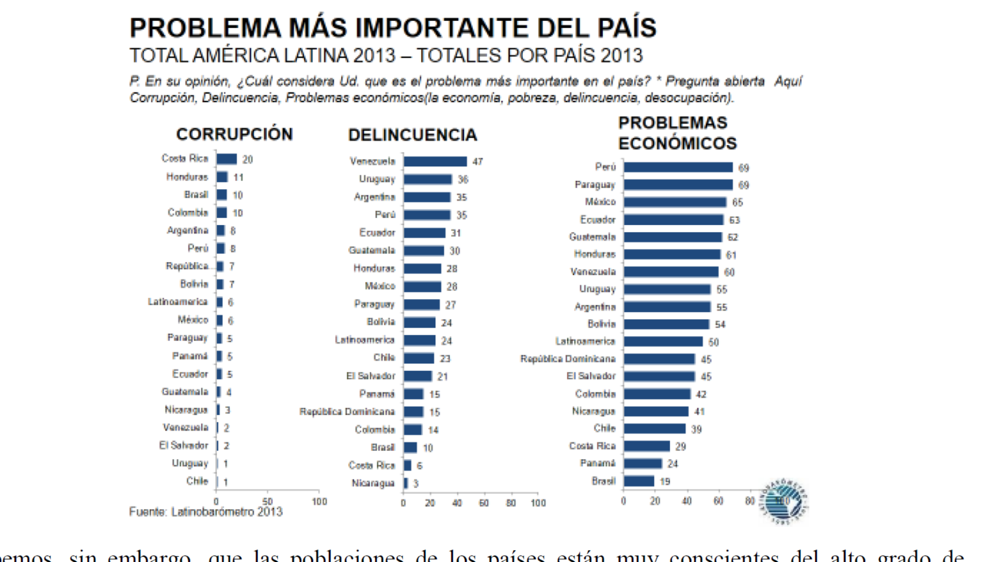 PROBLEMA MÁS IMPORTANTE DEL PAÍS
TOTAL AMÉRICA LATINA 2013 – TOTALES POR PAÍS 2013
P. En su opinión, ¿Cuál considera Ud. que es el problema más importante en el país? * Pregunta abierta Aquí
Corrupción, Delincuencia, Problemas económicos(la economía, pobreza, delincuencia, desocupación).
CORRUPCIÓN
Costa Rica 20
Honduras 11
Brasil 10
Colombia 10
Argentina 8
Perú 8
República... 7
Bolivia 7
Latinoamerica 6
México 6
Paraguay 5
Panamá 5
Ecuador 5
Guatemala 4
Nicaragua 3
Venezuela 2
El Salvador 2
Uruguay 1
Chile 1
0 50 100
DELINCUENCIA
Venezuela 47
Uruguay 36
Argentina 35
Perú 35
Ecuador 31
Guatemala 30
Honduras 28
México 28
Paraguay 27
Bolivia 24
Latinoamerica 24
Chile 23
El Salvador 21
Panamá 15
República Dominicana 15
Colombia 14
Brasil 10
Costa Rica 6
Nicaragua 3
0 20 40 60 80 100
PROBLEMAS
ECONÓMICOS
Perú 69
Paraguay 69
México 65
Ecuador 63
Guatemala 62
Honduras 61
Venezuela 60
Uruguay 55
Argentina 55
Bolivia 54
Latinoamerica 50
República Dominicana 45
El Salvador 45
Colombia 42
Nicaragua 41
Chile 39
Costa Rica 29
Panamá 24
Brasil 19
0 20 40 60 80 100
Fuente: Latinobarómetro 2013
sin embargo, que las poblaciones de los países están muy conscientes del alto grado de